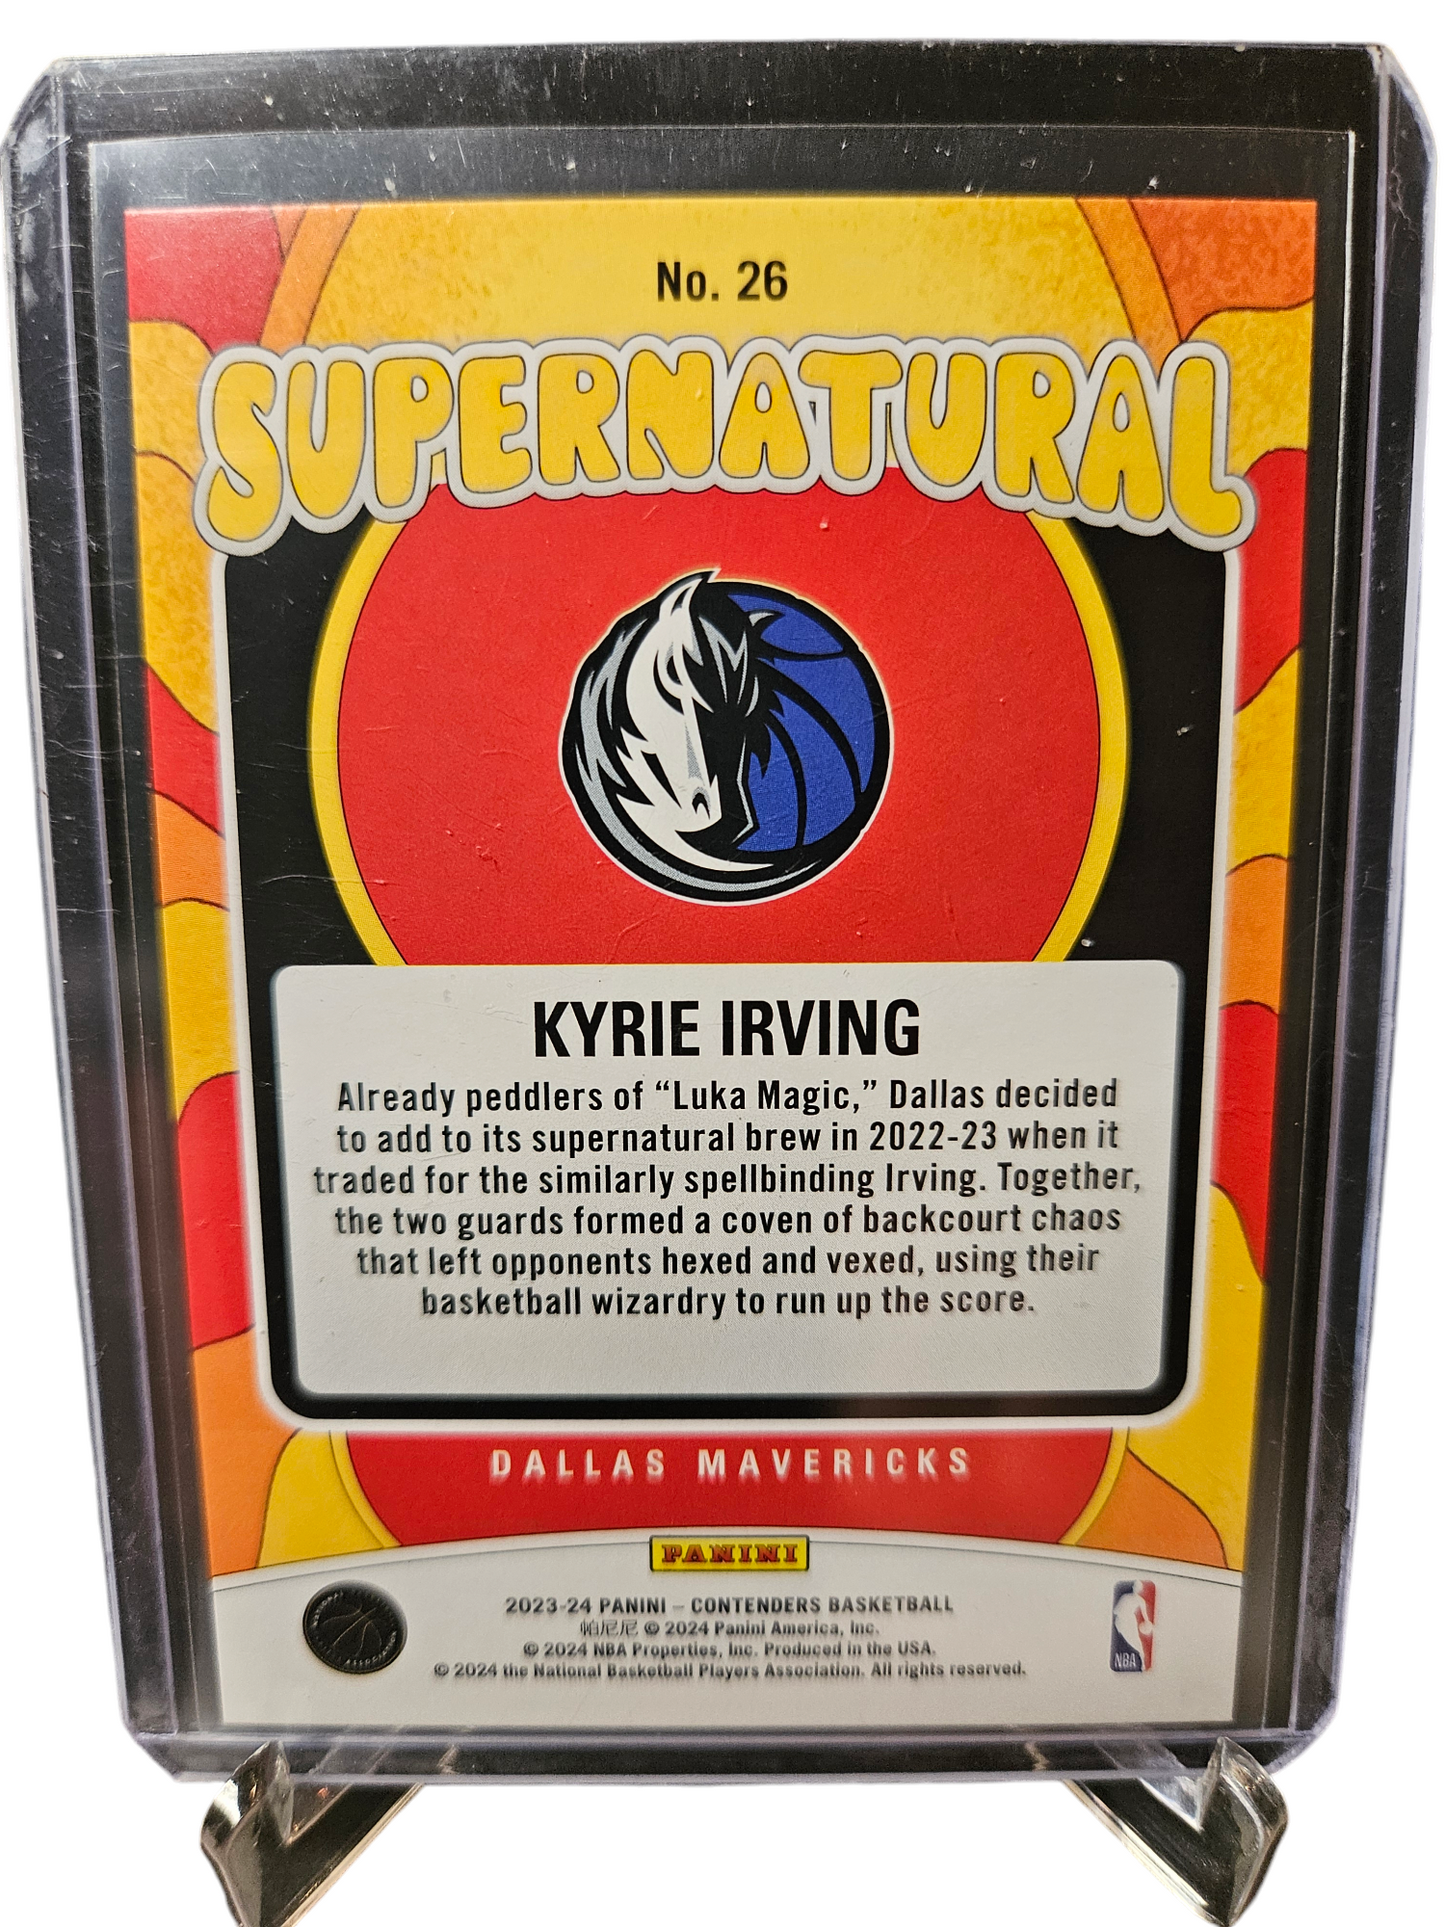 No. 26
SUPERNATURAL
KYRIE IRVING
Already peddlers of “Luka Magic,” Dallas decided
to add to its supernatural brew in 2022-23 when it
traded for the similarly spellbinding Irving. Together,
the two guards formed a coven of backcourt chaos
that left opponents hexed and vexed, using their
basketball wizardry to run up the score.
DALLAS MAVERICKS
PANINI
2023-24 PANINI – CONTENDERS BASKETBALL
帕尼尼 © 2024 Panini America, Inc.
© 2024 NBA Properties, Inc. Produced in the USA.
© 2024 the National Basketball Players Association. All rights reserved.
NBA